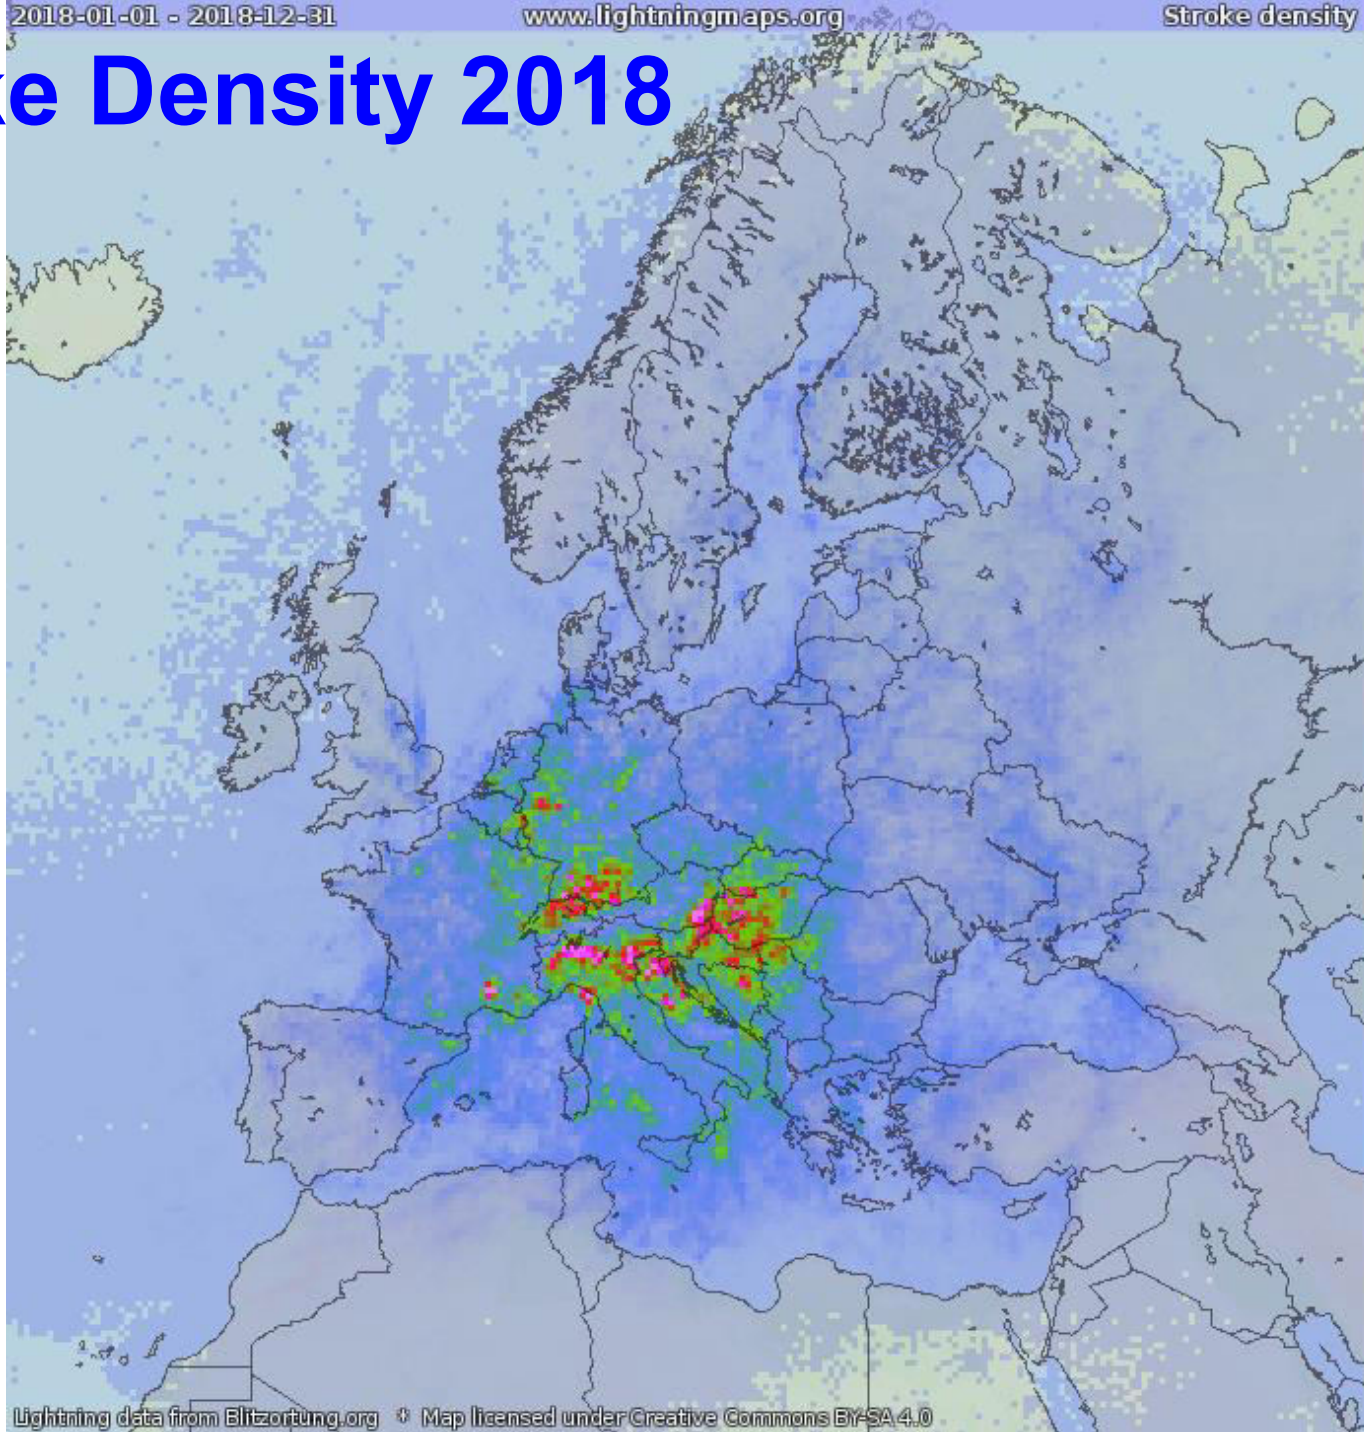 2018-01-01 - 2018-12-31 www.lightningmaps.org Stroke density
e Density 2018
Lightning data from Blitzortung.org * Map licensed under Creative Commons BY-SA 4.0